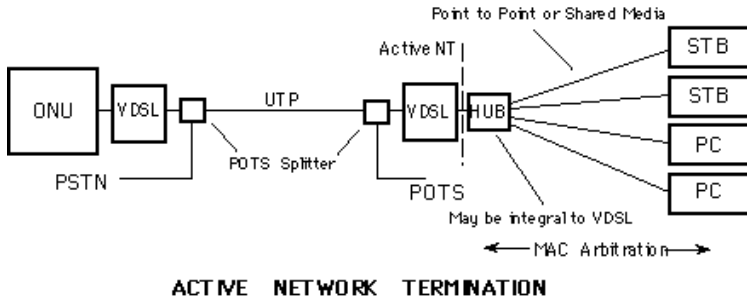 Point to Point or Shared Media
Active NT
STB
STB
PC
PC
ONU
VDSL
UTP
VDSL
HUB
POTS Splitter
PSTN
POTS
May be integral to VDSL
MAC Arbitration
ACTIVE NETWORK TERMINATION